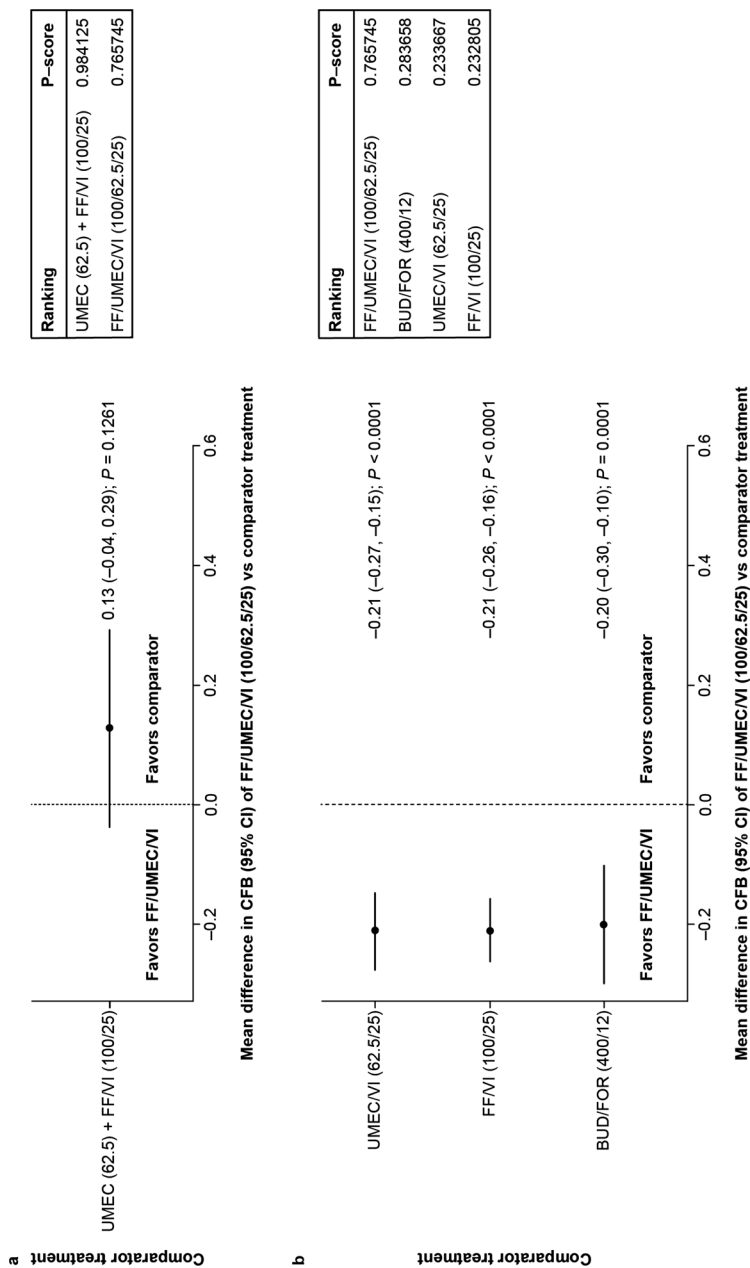 a
Comparator treatment
UMEC (62.5) + FF/VI (100/25)
0.13 (–0.04, 0.29); P = 0.1261
Favors FF/UMEC/VI
Favors comparator
–0.2
0.0
0.2
0.4
0.6
Mean difference in CFB (95% CI) of FF/UMEC/VI (100/62.5/25) vs comparator treatment
Ranking P–score
UMEC (62.5) + FF/VI (100/25) 0.984125
FF/UMEC/VI (100/62.5/25) 0.765745
b
Comparator treatment
UMEC/VI (62.5/25)
–0.21 (–0.27, –0.15); P < 0.0001
FF/VI (100/25)
–0.21 (–0.26, –0.16); P < 0.0001
BUD/FOR (400/12)
–0.20 (–0.30, –0.10); P = 0.0001
Favors FF/UMEC/VI
Favors comparator
–0.2
0.0
0.2
0.4
0.6
Mean difference in CFB (95% CI) of FF/UMEC/VI (100/62.5/25) vs comparator treatment
Ranking P–score
FF/UMEC/VI (100/62.5/25) 0.765745
BUD/FOR (400/12) 0.283658
UMEC/VI (62.5/25) 0.233667
FF/VI (100/25) 0.232805